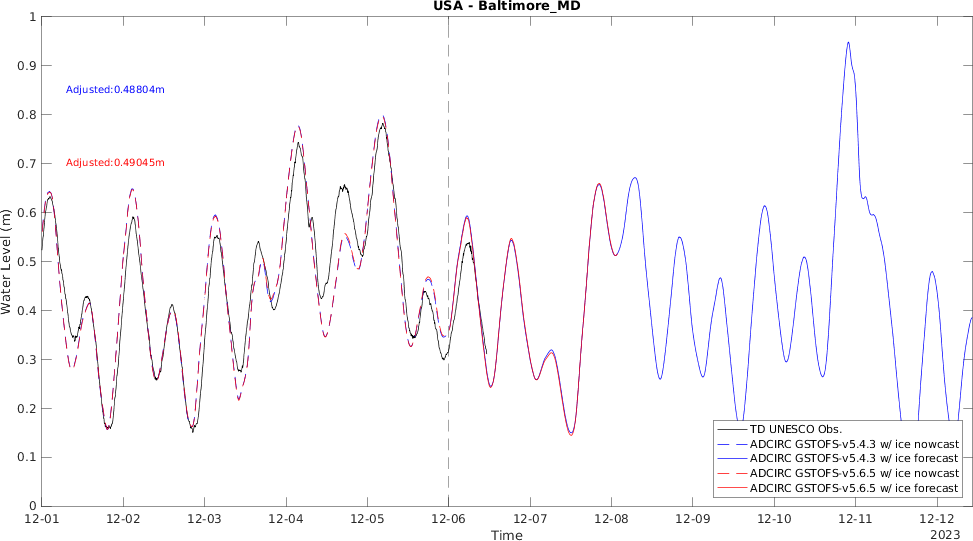 USA - Baltimore_MD
1
0.9
0.8
0.7
0.6
0.5
0.4
0.3
0.2
0.1
0
Water Level (m)
Adjusted:0.48804m
Adjusted:0.49045m
TD UNESCO Obs.
ADCIRC GSTOFS-v5.4.3 w/ ice nowcast
ADCIRC GSTOFS-v5.4.3 w/ ice forecast
ADCIRC GSTOFS-v5.6.5 w/ ice nowcast
ADCIRC GSTOFS-v5.6.5 w/ ice forecast
12-01 12-02 12-03 12-04 12-05 12-06 12-07 12-08 12-09 12-10 12-11 12-12
Time
2023